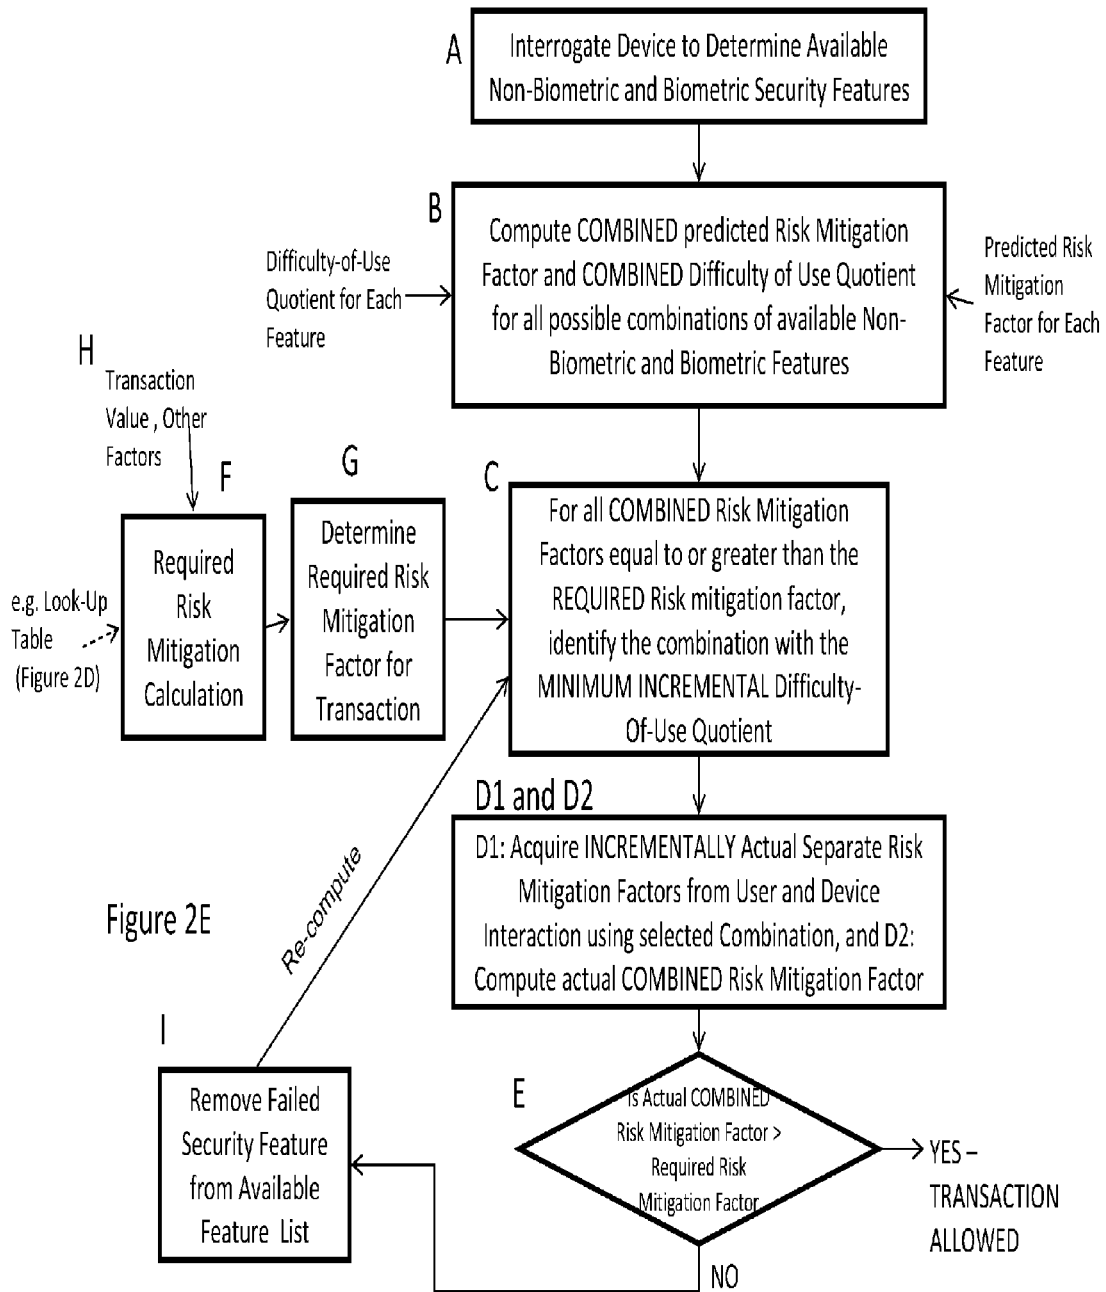 A
Interrogate Device to Determine Available
Non-Biometric and Biometric Security Features
B
Compute COMBINED predicted Risk Mitigation
Factor and COMBINED Difficulty of Use Quotient
for all possible combinations of available Non-
Biometric and Biometric Features
Difficulty-of-Use
Quotient for Each
Feature
Predicted Risk
Mitigation
Factor for Each
Feature
H
Transaction
Value , Other
Factors
F
Required
Risk
Mitigation
Calculation
e.g. Look-Up
Table
(Figure 2D)
G
Determine
Required Risk
Mitigation
Factor for
Transaction
C
For all COMBINED Risk Mitigation
Factors equal to or greater than the
REQUIRED Risk mitigation factor,
identify the combination with the
MINIMUM INCREMENTAL Difficulty-
Of-Use Quotient
D1 and D2
D1: Acquire INCREMENTALLY Actual Separate Risk
Mitigation Factors from User and Device
Interaction using selected Combination, and D2:
Compute actual COMBINED Risk Mitigation Factor
Re-compute
Figure 2E
I
Remove Failed
Security Feature
from Available
Feature List
E
Is Actual COMBINED
Risk Mitigation Factor >
Required Risk
Mitigation Factor
YES –
TRANSACTION
ALLOWED
NO